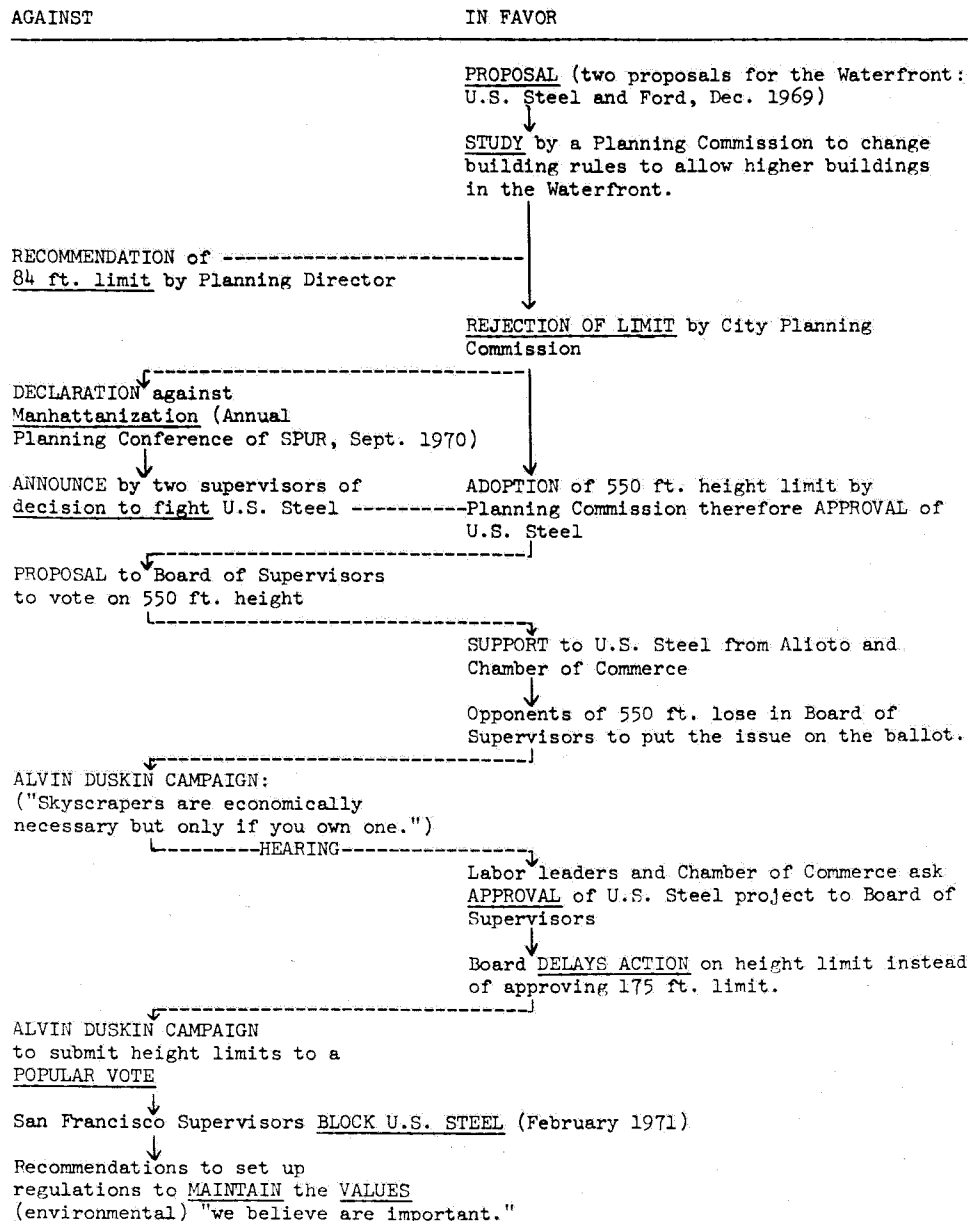 AGAINST IN FAVOR
PROPOSAL (two proposals for the Waterfront:
U.S. Steel and Ford, Dec. 1969)
STUDY by a Planning Commission to change
building rules to allow higher buildings
in the Waterfront.
RECOMMENDATION of
84 ft. limit by Planning Director
REJECTION OF LIMIT by City Planning
Commission
DECLARATION against
Manhattanization (Annual
Planning Conference of SPUR, Sept. 1970)
ANNOUNCE by two supervisors of
decision to fight U.S. Steel
ADOPTION of 550 ft. height limit by
Planning Commission therefore APPROVAL of
U.S. Steel
PROPOSAL to Board of Supervisors
to vote on 550 ft. height
SUPPORT to U.S. Steel from Alioto and
Chamber of Commerce
Opponents of 550 ft. lose in Board of
Supervisors to put the issue on the ballot.
ALVIN DUSKIN CAMPAIGN:
("Skyscrapers are economically
necessary but only if you own one.")
HEARING
Labor leaders and Chamber of Commerce ask
APPROVAL of U.S. Steel project to Board of
Supervisors
Board DELAYS ACTION on height limit instead
of approving 175 ft. limit.
ALVIN DUSKIN CAMPAIGN
to submit height limits to a
POPULAR VOTE
San Francisco Supervisors BLOCK U.S. STEEL (February 1971)
Recommendations to set up
regulations to MAINTAIN the VALUES
(environmental) "we believe are important."